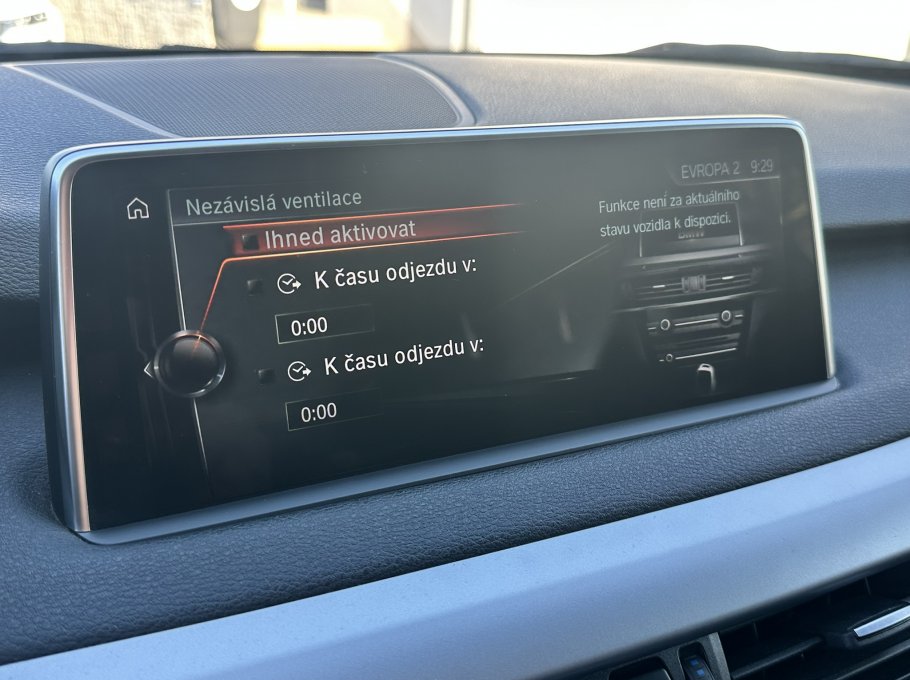 EVROPA 2 9:29
Nezávislá ventilace
Ihned aktivovat
K času odjezdu v:
0:00
K času odjezdu v:
0:00
Funkce není za aktuálního
stavu vozidla k dispozici.
BMW